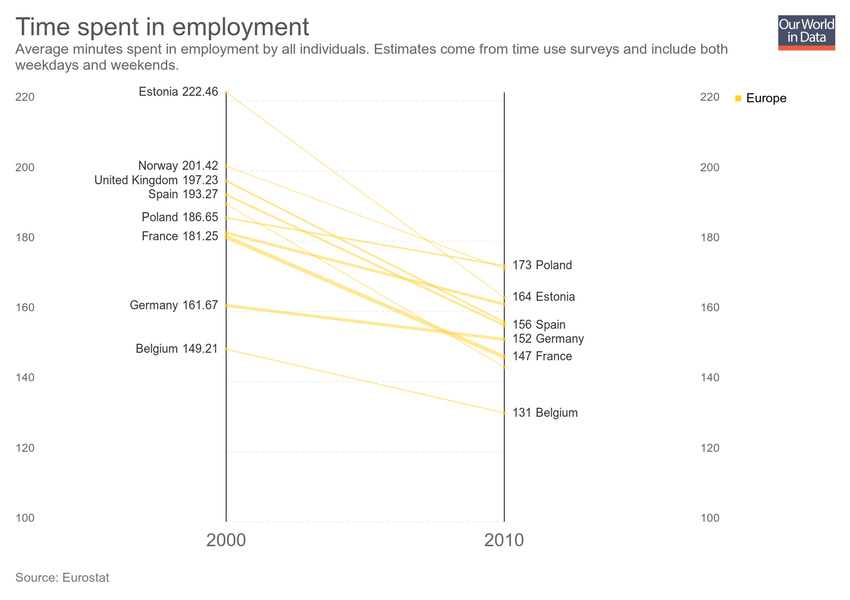 Time spent in employment
Our World
in Data
Average minutes spent in employment by all individuals. Estimates come from time use surveys and include both
weekdays and weekends.
Europe
220
200
180
160
140
120
100
Estonia 222.46
Norway 201.42
United Kingdom 197.23
Spain 193.27
Poland 186.65
France 181.25
Germany 161.67
Belgium 149.21
173 Poland
164 Estonia
156 Spain
152 Germany
147 France
131 Belgium
220
200
180
160
140
120
100
2000
2010
Source: Eurostat